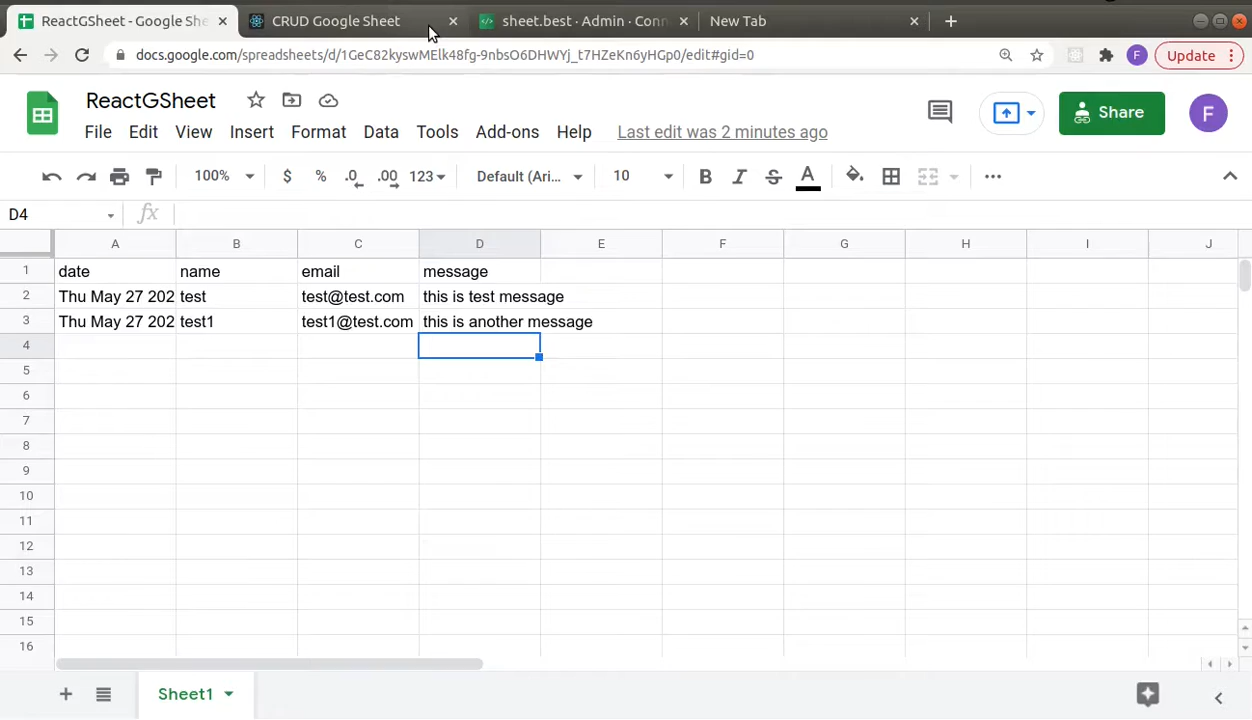 ReactGSheet - Google She
CRUD Google Sheet
sheet.best · Admin · Conn
New Tab
docs.google.com/spreadsheets/d/1GeC82kyswMElk48fg-9nbsO6DHWYj_t7HZeKn6yHGp0/edit#gid=0
F
Update
ReactGSheet
File Edit View Insert Format Data Tools Add-ons Help Last edit was 2 minutes ago
Share
F
100% $ % .0 .00 123 Default (Ari... 10 B I S A
D4 fx
A B C D E F G H I J
1 date name email message
2 Thu May 27 202 test test@test.com this is test message
3 Thu May 27 202 test1 test1@test.com this is another message
4
5
6
7
8
9
10
11
12
13
14
15
16
Sheet1